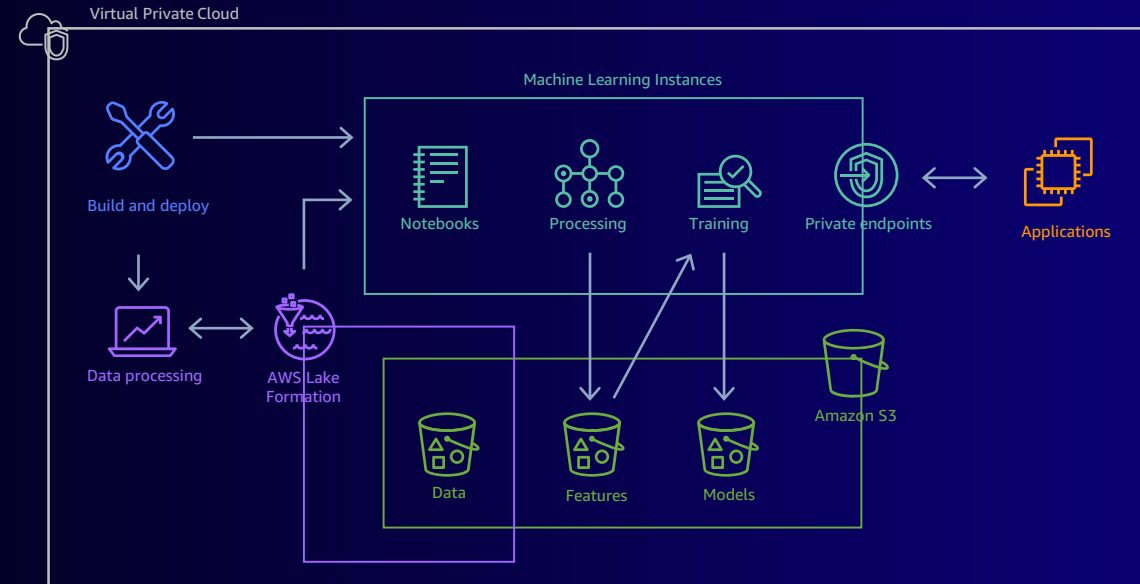 Virtual Private Cloud
Machine Learning Instances
Build and deploy
Notebooks
Processing
Training
Private endpoints
Applications
Data processing
AWS Lake
Formation
Amazon S3
Data
Features
Models